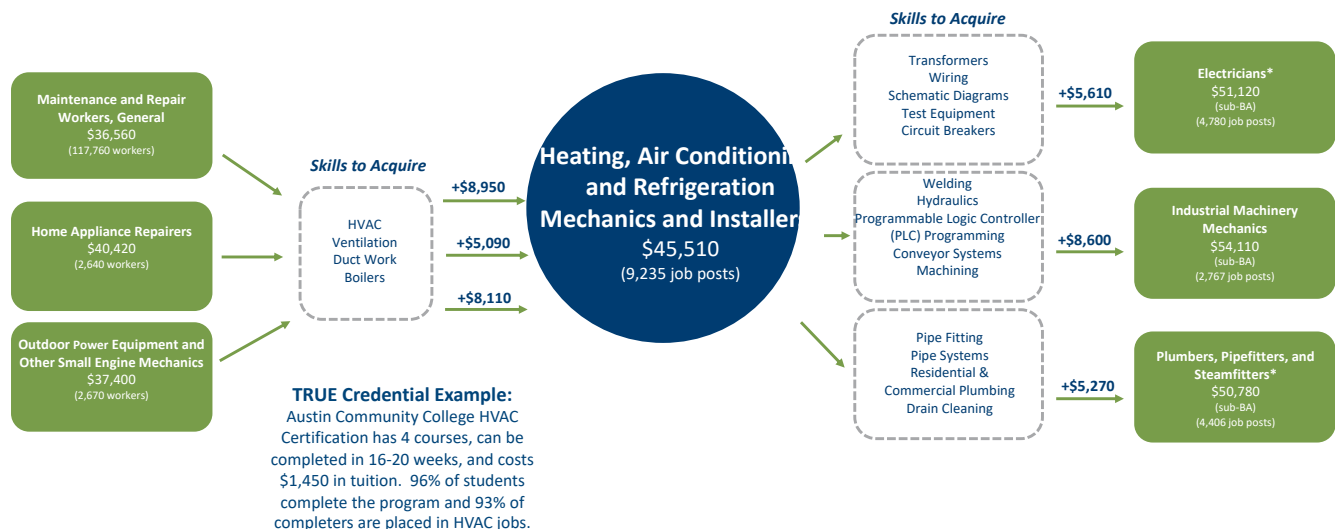 Maintenance and Repair
Workers, General
$36,560
(117,760 workers)
Home Appliance Repairers
$40,420
(2,640 workers)
Outdoor Power Equipment and
Other Small Engine Mechanics
$37,400
(2,670 workers)
Skills to Acquire
HVAC
Ventilation
Duct Work
Boilers
+$8,950
+$5,090
+$8,110
TRUE Credential Example:
Austin Community College HVAC
Certification has 4 courses, can be
completed in 16-20 weeks, and costs
$1,450 in tuition.  96% of students
complete the program and 93% of
completers are placed in HVAC jobs.
Heating, Air Conditionin
and Refrigeration
Mechanics and Installer
$45,510
(9,235 job posts)
Skills to Acquire
Transformers
Wiring
Schematic Diagrams
Test Equipment
Circuit Breakers
+$5,610
Electricians*
$51,120
(sub-BA)
(4,780 job posts)
Welding
Hydraulics
Programmable Logic Controller
(PLC) Programming
Conveyor Systems
Machining
+$8,600
Industrial Machinery
Mechanics
$54,110
(sub-BA)
(2,767 job posts)
Pipe Fitting
Pipe Systems
Residential &
Commercial Plumbing
Drain Cleaning
+$5,270
Plumbers, Pipefitters, and
Steamfitters*
$50,780
(sub-BA)
(4,406 job posts)